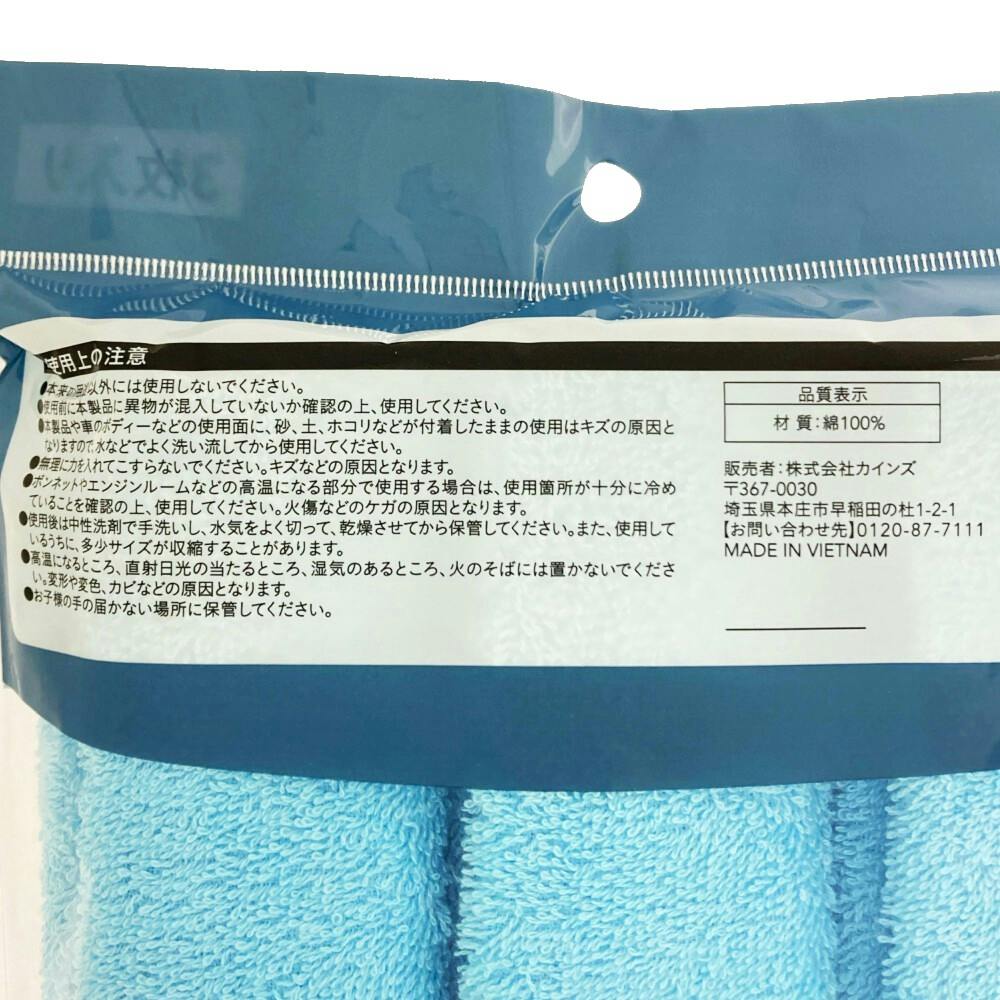 3枚入り
使用上の注意
●本来の用途以外には使用しないでください。
●使用前に本製品に異物が混入していないか確認の上、使用してください。
●本製品や車のボディーなどの使用面に、砂、土、ホコリなどが付着したままの使用はキズの原因と
なりますので、水などでよく洗い流してから使用してください。
●無理に力を入れてこすらないでください。キズなどの原因となります。
●ボンネットやエンジンルームなどの高温になる部分で使用する場合は、使用箇所が十分に冷め
ていることを確認の上、使用してください。火傷などのケガの原因となります。
●使用後は中性洗剤で手洗いし、水気をよく切って、乾燥させてから保管してください。また、使用して
いるうちに、多少サイズが収縮することがあります。
●高温になるところ、直射日光の当たるところ、湿気のあるところ、火のそばには置かないでくださ
い。変形や変色、カビなどの原因となります。
●お子様の手の届かない場所に保管してください。
品質表示
材質：綿100%
販売者：株式会社カインズ
〒367-0030
埼玉県本庄市早稲田の杜1-2-1
【お問い合わせ先】0120-87-7111
MADE IN VIETNAM